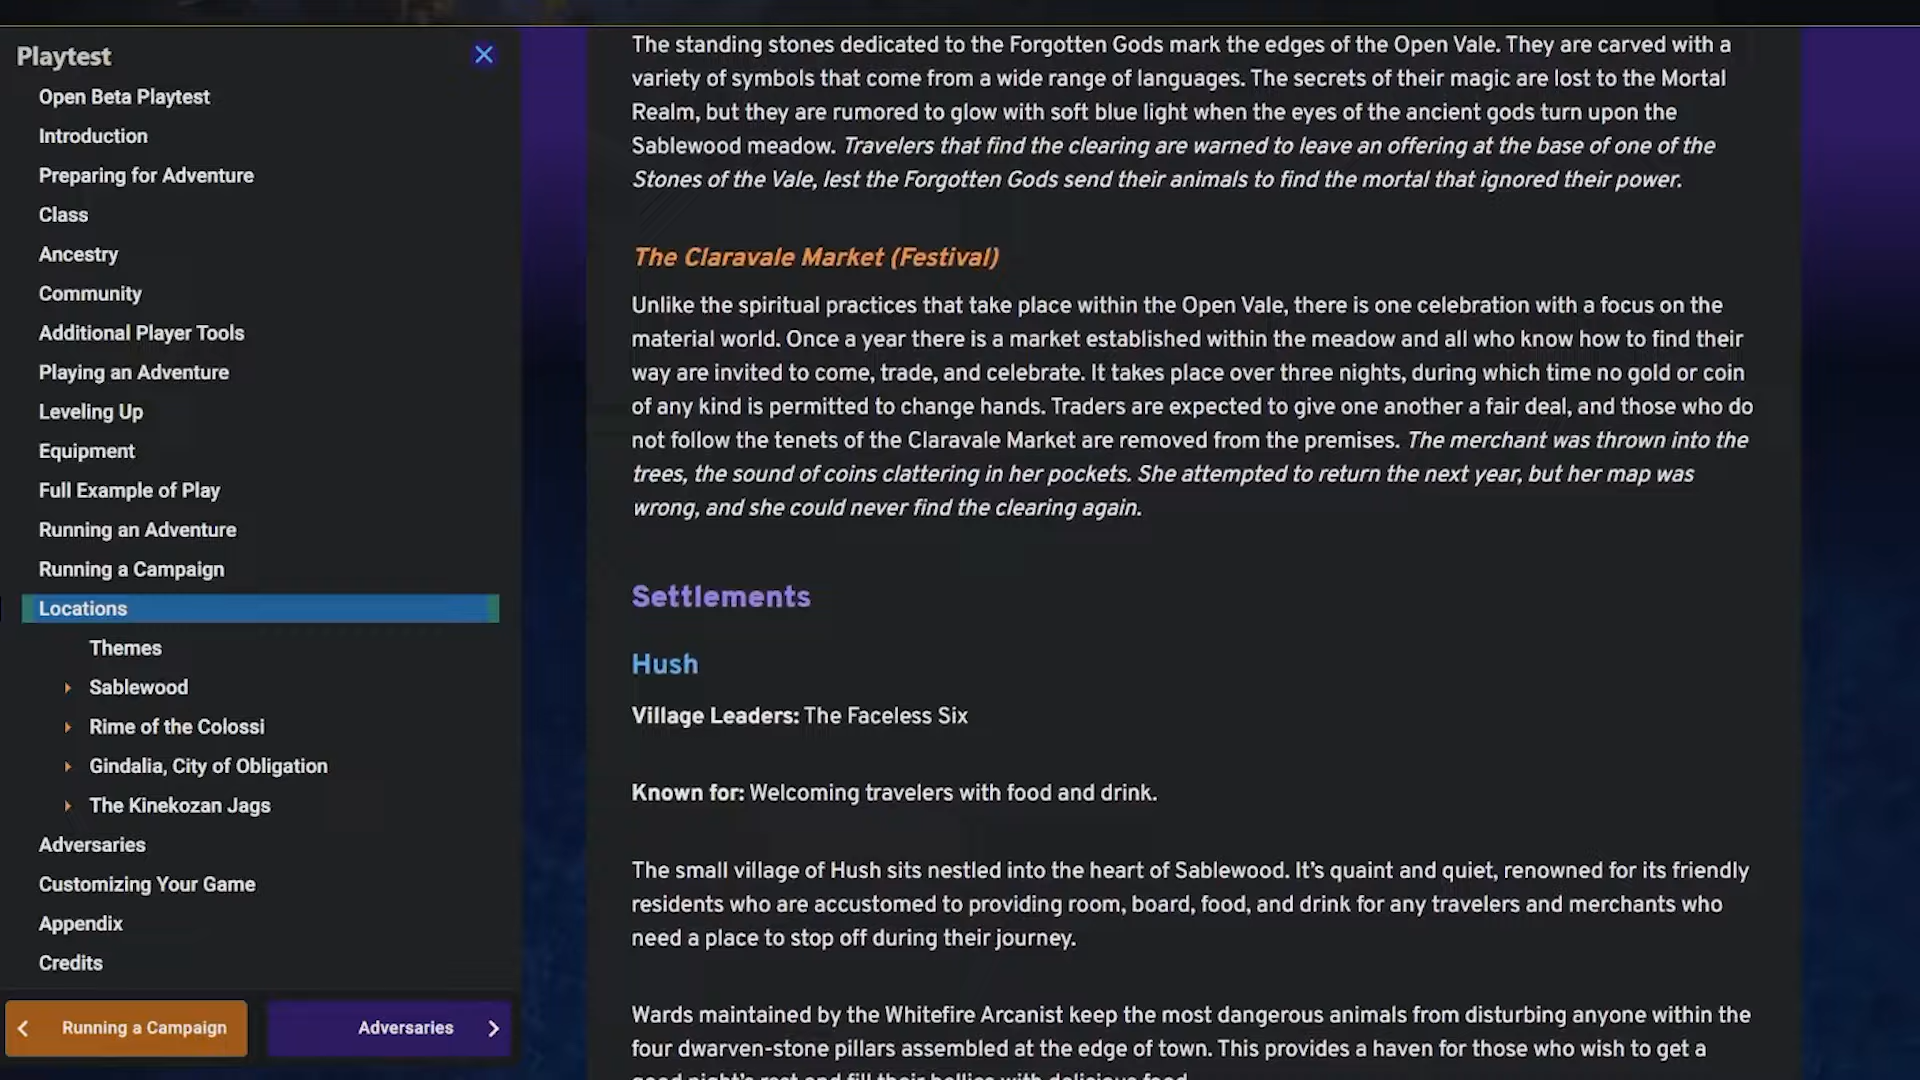 Playtest
Open Beta Playtest
Introduction
Preparing for Adventure
Class
Ancestry
Community
Additional Player Tools
Playing an Adventure
Leveling Up
Equipment
Full Example of Play
Running an Adventure
Running a Campaign
Locations
Themes
Sablewood
Rime of the Colossi
Gindalia, City of Obligation
The Kinekozan Jags
Adversaries
Customizing Your Game
Appendix
Credits
Running a Campaign
Adversaries
The standing stones dedicated to the Forgotten Gods mark the edges of the Open Vale. They are carved with a
variety of symbols that come from a wide range of languages. The secrets of their magic are lost to the Mortal
Realm, but they are rumored to glow with soft blue light when the eyes of the ancient gods turn upon the
Sablewood meadow. Travelers that find the clearing are warned to leave an offering at the base of one of the
Stones of the Vale, lest the Forgotten Gods send their animals to find the mortal that ignored their power.
The Claravale Market (Festival)
Unlike the spiritual practices that take place within the Open Vale, there is one celebration with a focus on the
material world. Once a year there is a market established within the meadow and all who know how to find their
way are invited to come, trade, and celebrate. It takes place over three nights, during which time no gold or coin
of any kind is permitted to change hands. Traders are expected to give one another a fair deal, and those who do
not follow the tenets of the Claravale Market are removed from the premises. The merchant was thrown into the
trees, the sound of coins clattering in her pockets. She attempted to return the next year, but her map was
wrong, and she could never find the clearing again.
Settlements
Hush
Village Leaders: The Faceless Six
Known for: Welcoming travelers with food and drink.
The small village of Hush sits nestled into the heart of Sablewood. It’s quaint and quiet, renowned for its friendly
residents who are accustomed to providing room, board, food, and drink for any travelers and merchants who
need a place to stop off during their journey.
Wards maintained by the Whitefire Arcanist keep the most dangerous animals from disturbing anyone within the
four dwarven-stone pillars assembled at the edge of town. This provides a haven for those who wish to get a
good night's rest and fill their bellies with delicious food.